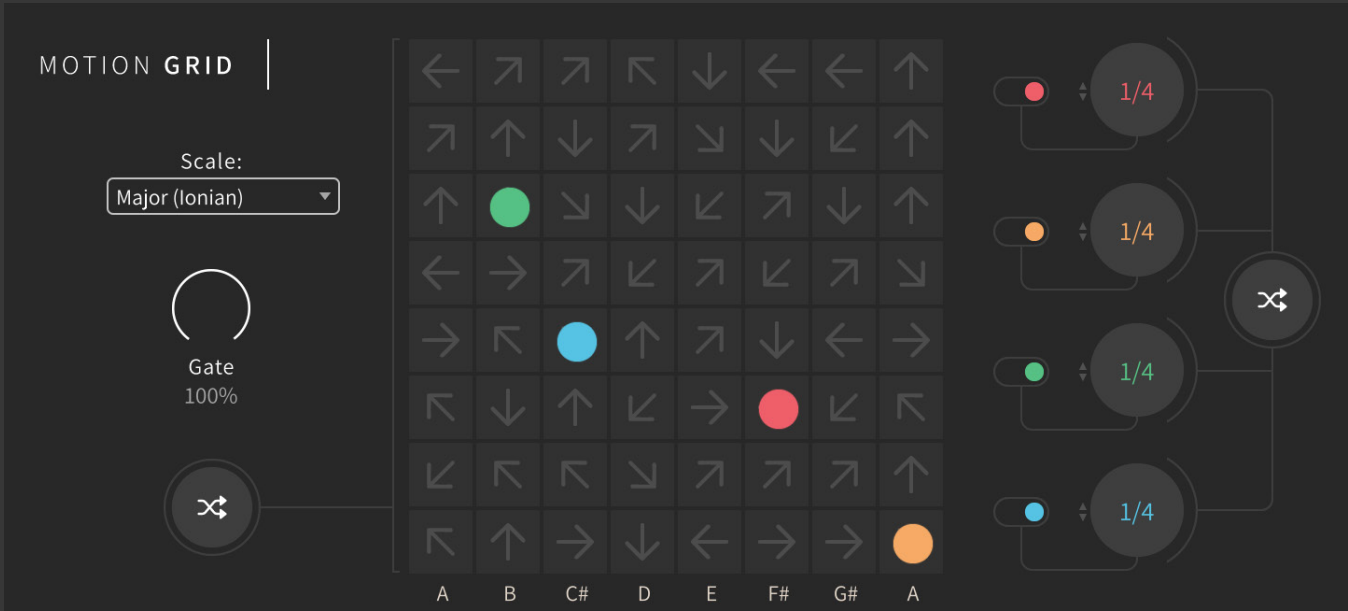 MOTION GRID
Scale:
Major (Ionian)
Gate
100%
A B C# D E F# G# A
1/4
1/4
1/4
1/4